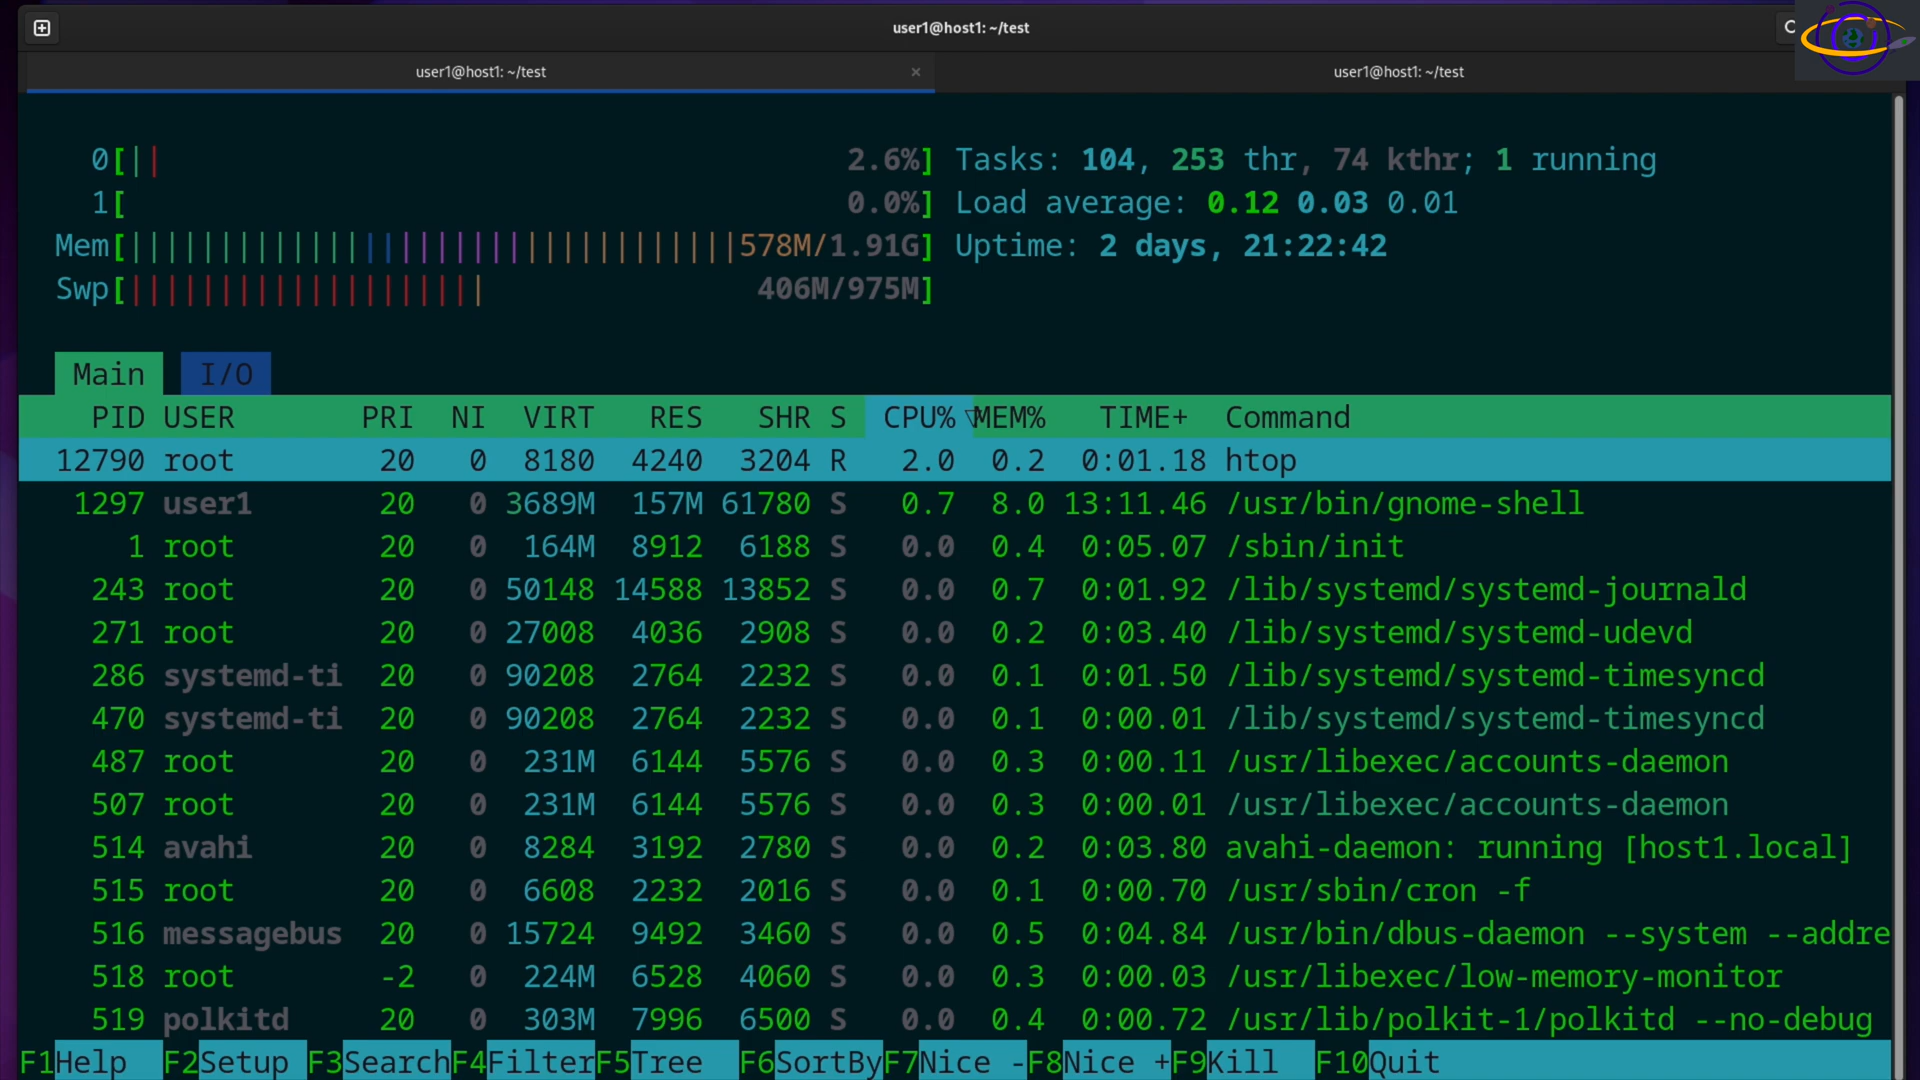 user1@host1: ~/test
user1@host1: ~/test × user1@host1: ~/test
0[|| 2.6%] Tasks: 104, 253 thr, 74 kthr; 1 running
1[ 0.0%] Load average: 0.12 0.03 0.01
Mem[||||||||||||||||||||||||||||||||||578M/1.91G] Uptime: 2 days, 21:22:42
Swp[|||||||||||||||||||| 406M/975M]
Main I/O
PID USER PRI NI VIRT RES SHR S CPU%▽MEM% TIME+ Command
12790 root 20 0 8180 4240 3204 R 2.0 0.2 0:01.18 htop
1297 user1 20 0 3689M 157M 61780 S 0.7 8.0 13:11.46 /usr/bin/gnome-shell
1 root 20 0 164M 8912 6188 S 0.0 0.4 0:05.07 /sbin/init
243 root 20 0 50148 14588 13852 S 0.0 0.7 0:01.92 /lib/systemd/systemd-journald
271 root 20 0 27008 4036 2908 S 0.0 0.2 0:03.40 /lib/systemd/systemd-udevd
286 systemd-ti 20 0 90208 2764 2232 S 0.0 0.1 0:01.50 /lib/systemd/systemd-timesyncd
470 systemd-ti 20 0 90208 2764 2232 S 0.0 0.1 0:00.01 /lib/systemd/systemd-timesyncd
487 root 20 0 231M 6144 5576 S 0.0 0.3 0:00.11 /usr/libexec/accounts-daemon
507 root 20 0 231M 6144 5576 S 0.0 0.3 0:00.01 /usr/libexec/accounts-daemon
514 avahi 20 0 8284 3192 2780 S 0.0 0.2 0:03.80 avahi-daemon: running [host1.local]
515 root 20 0 6608 2232 2016 S 0.0 0.1 0:00.70 /usr/sbin/cron -f
516 messagebus 20 0 15724 9492 3460 S 0.0 0.5 0:04.84 /usr/bin/dbus-daemon --system --addre
518 root -2 0 224M 6528 4060 S 0.0 0.3 0:00.03 /usr/libexec/low-memory-monitor
519 polkitd 20 0 303M 7996 6500 S 0.0 0.4 0:00.72 /usr/lib/polkit-1/polkitd --no-debug
F1Help F2Setup F3SearchF4FilterF5Tree F6SortByF7Nice -F8Nice +F9Kill F10Quit